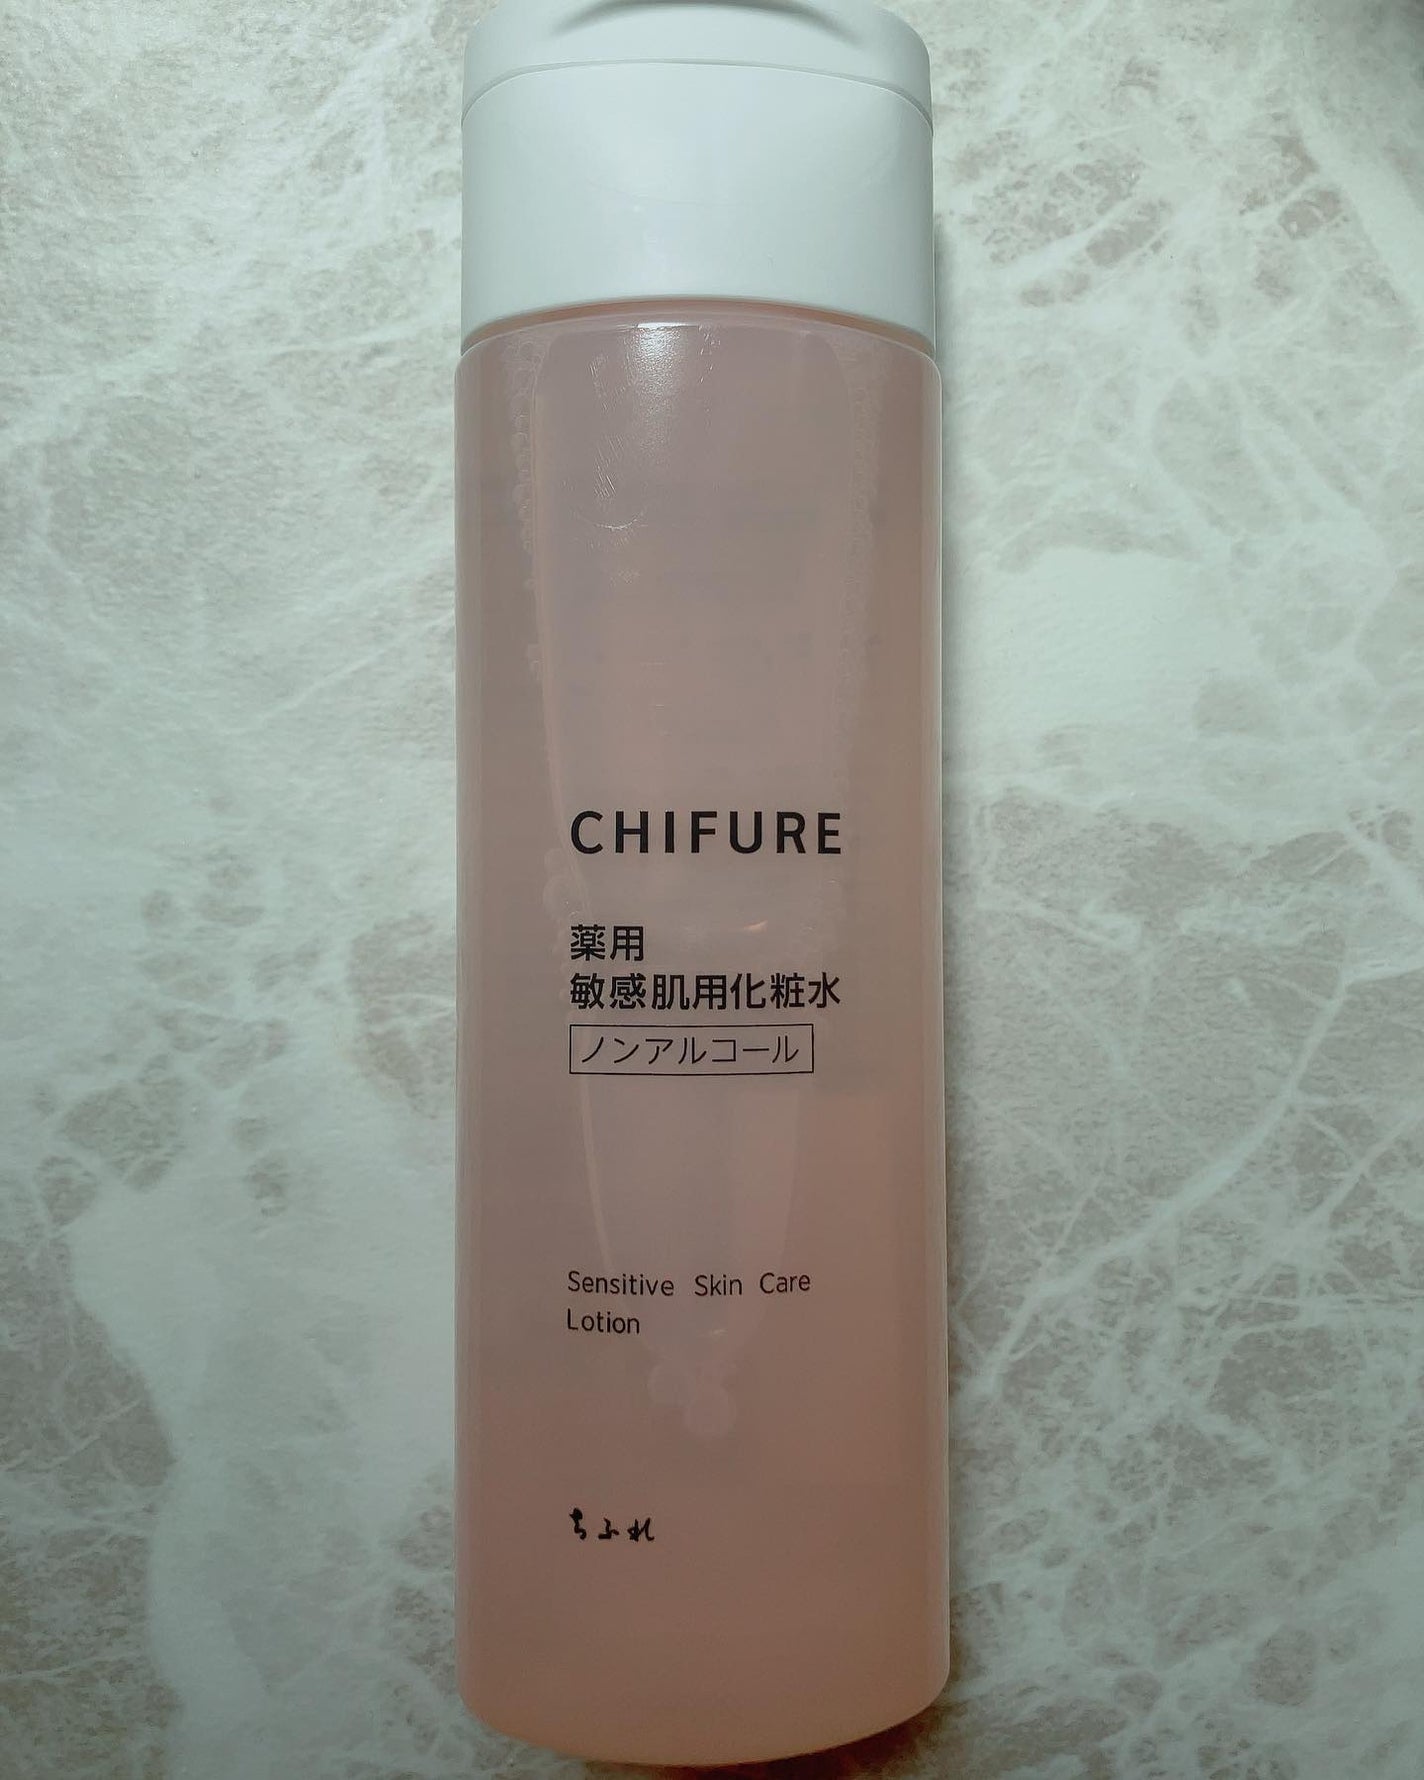 CHIFURE
薬用
敏感肌用化粧水
ノンアルコール
Sensitive Skin Care
Lotion
ちふれ